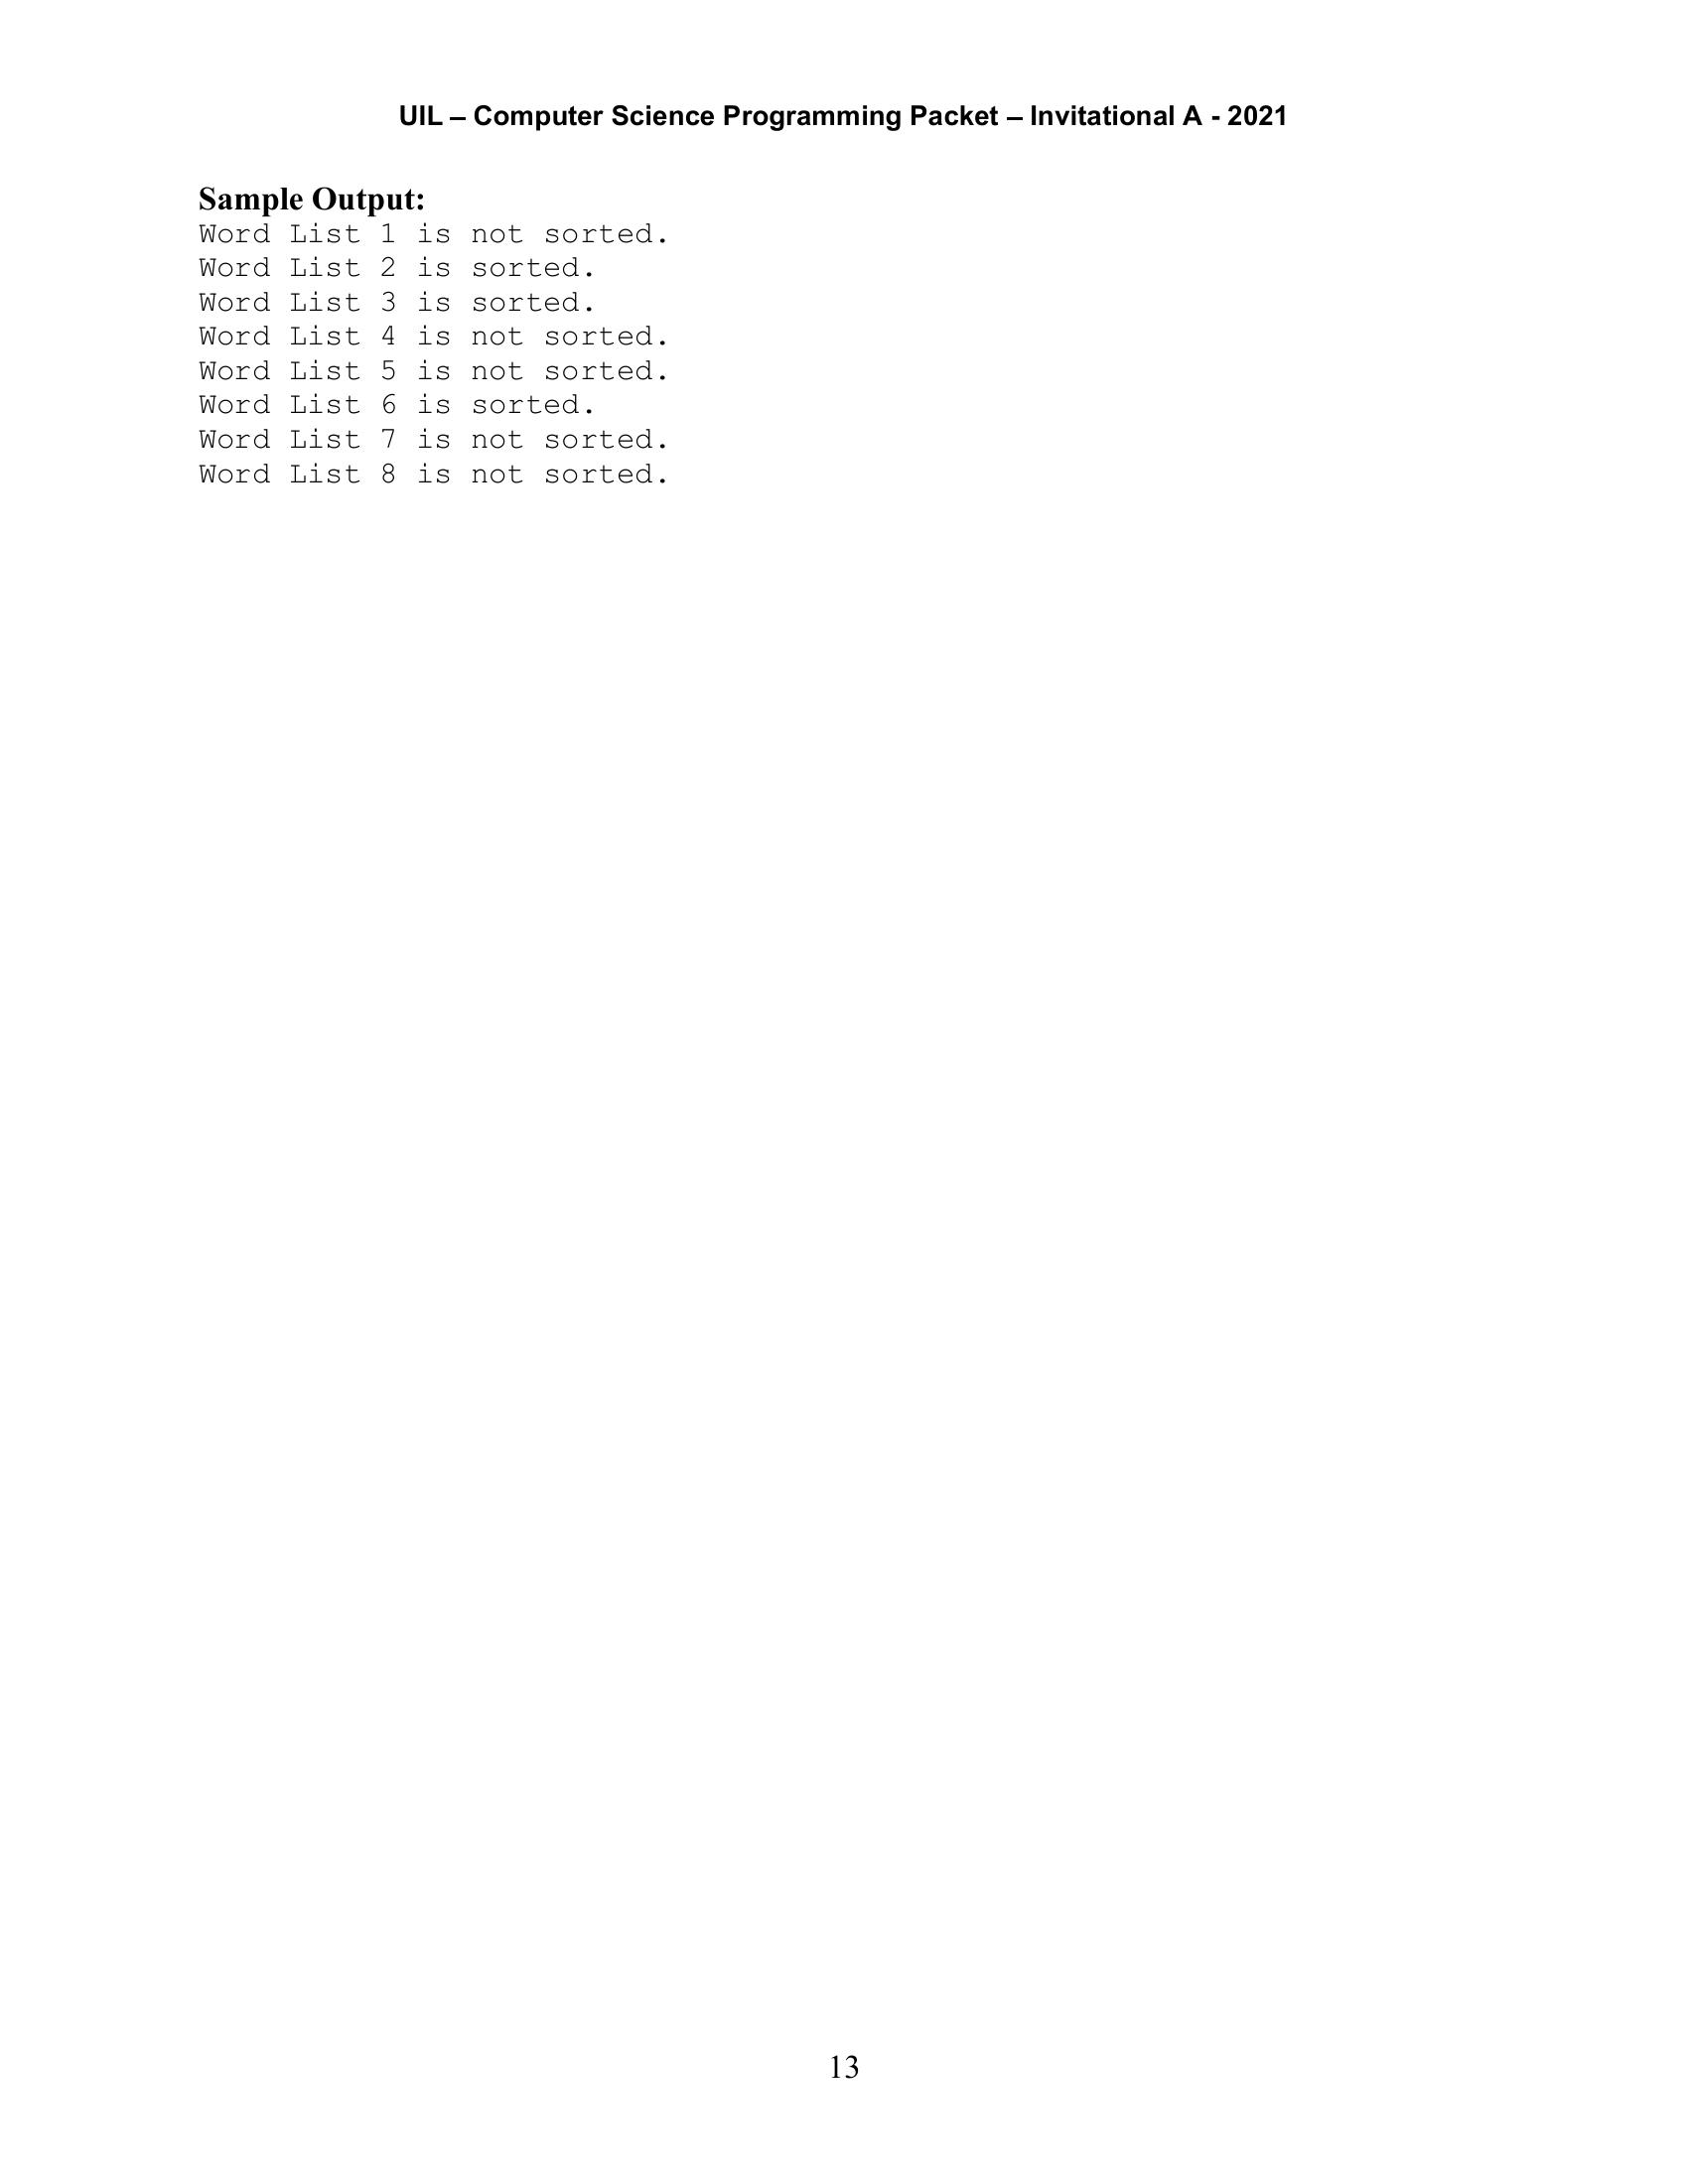 UIL – Computer Science Programming Packet – Invitational A - 2021
Sample Output:
Word List 1 is not sorted.
Word List 2 is sorted.
Word List 3 is sorted.
Word List 4 is not sorted.
Word List 5 is not sorted.
Word List 6 is sorted.
Word List 7 is not sorted.
Word List 8 is not sorted.
13